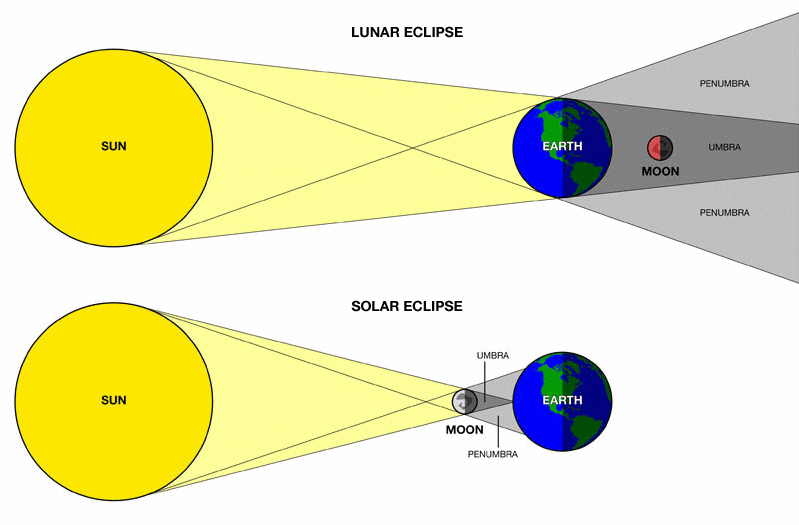 LUNAR ECLIPSE
PENUMBRA
SUN
EARTH
UMBRA
MOON
PENUMBRA
SOLAR ECLIPSE
UMBRA
SUN
EARTH
MOON
PENUMBRA